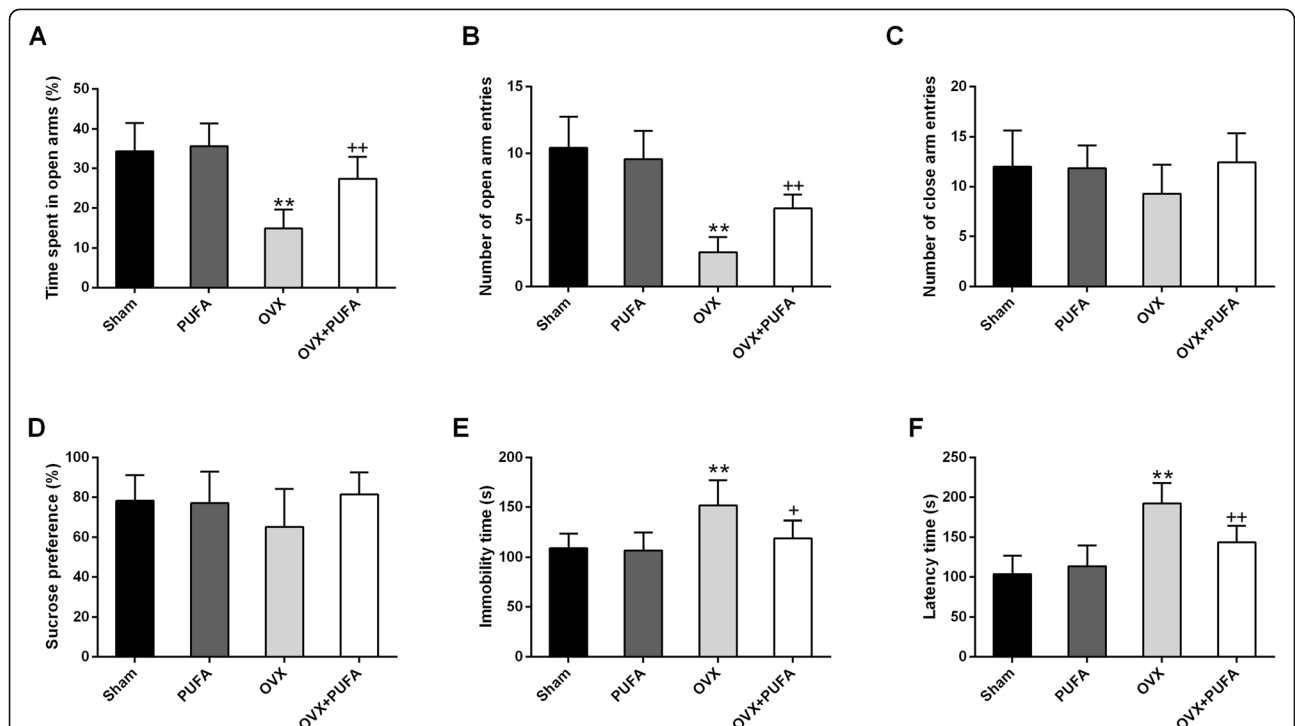 A
Time spent in open arms (%)
50
40
30
20
10
0
**
++
Sham
PUFA
OVX
OVX+PUFA
B
Number of open arm entries
15
10
5
0
**
++
Sham
PUFA
OVX
OVX+PUFA
C
Number of close arm entries
20
15
10
5
0
Sham
PUFA
OVX
OVX+PUFA
D
Sucrose preference (%)
100
80
60
40
20
0
Sham
PUFA
OVX
OVX+PUFA
E
Immobility time (s)
200
150
100
50
0
**
+
Sham
PUFA
OVX
OVX+PUFA
F
Latency time (s)
250
200
150
100
50
0
**
++
Sham
PUFA
OVX
OVX+PUFA